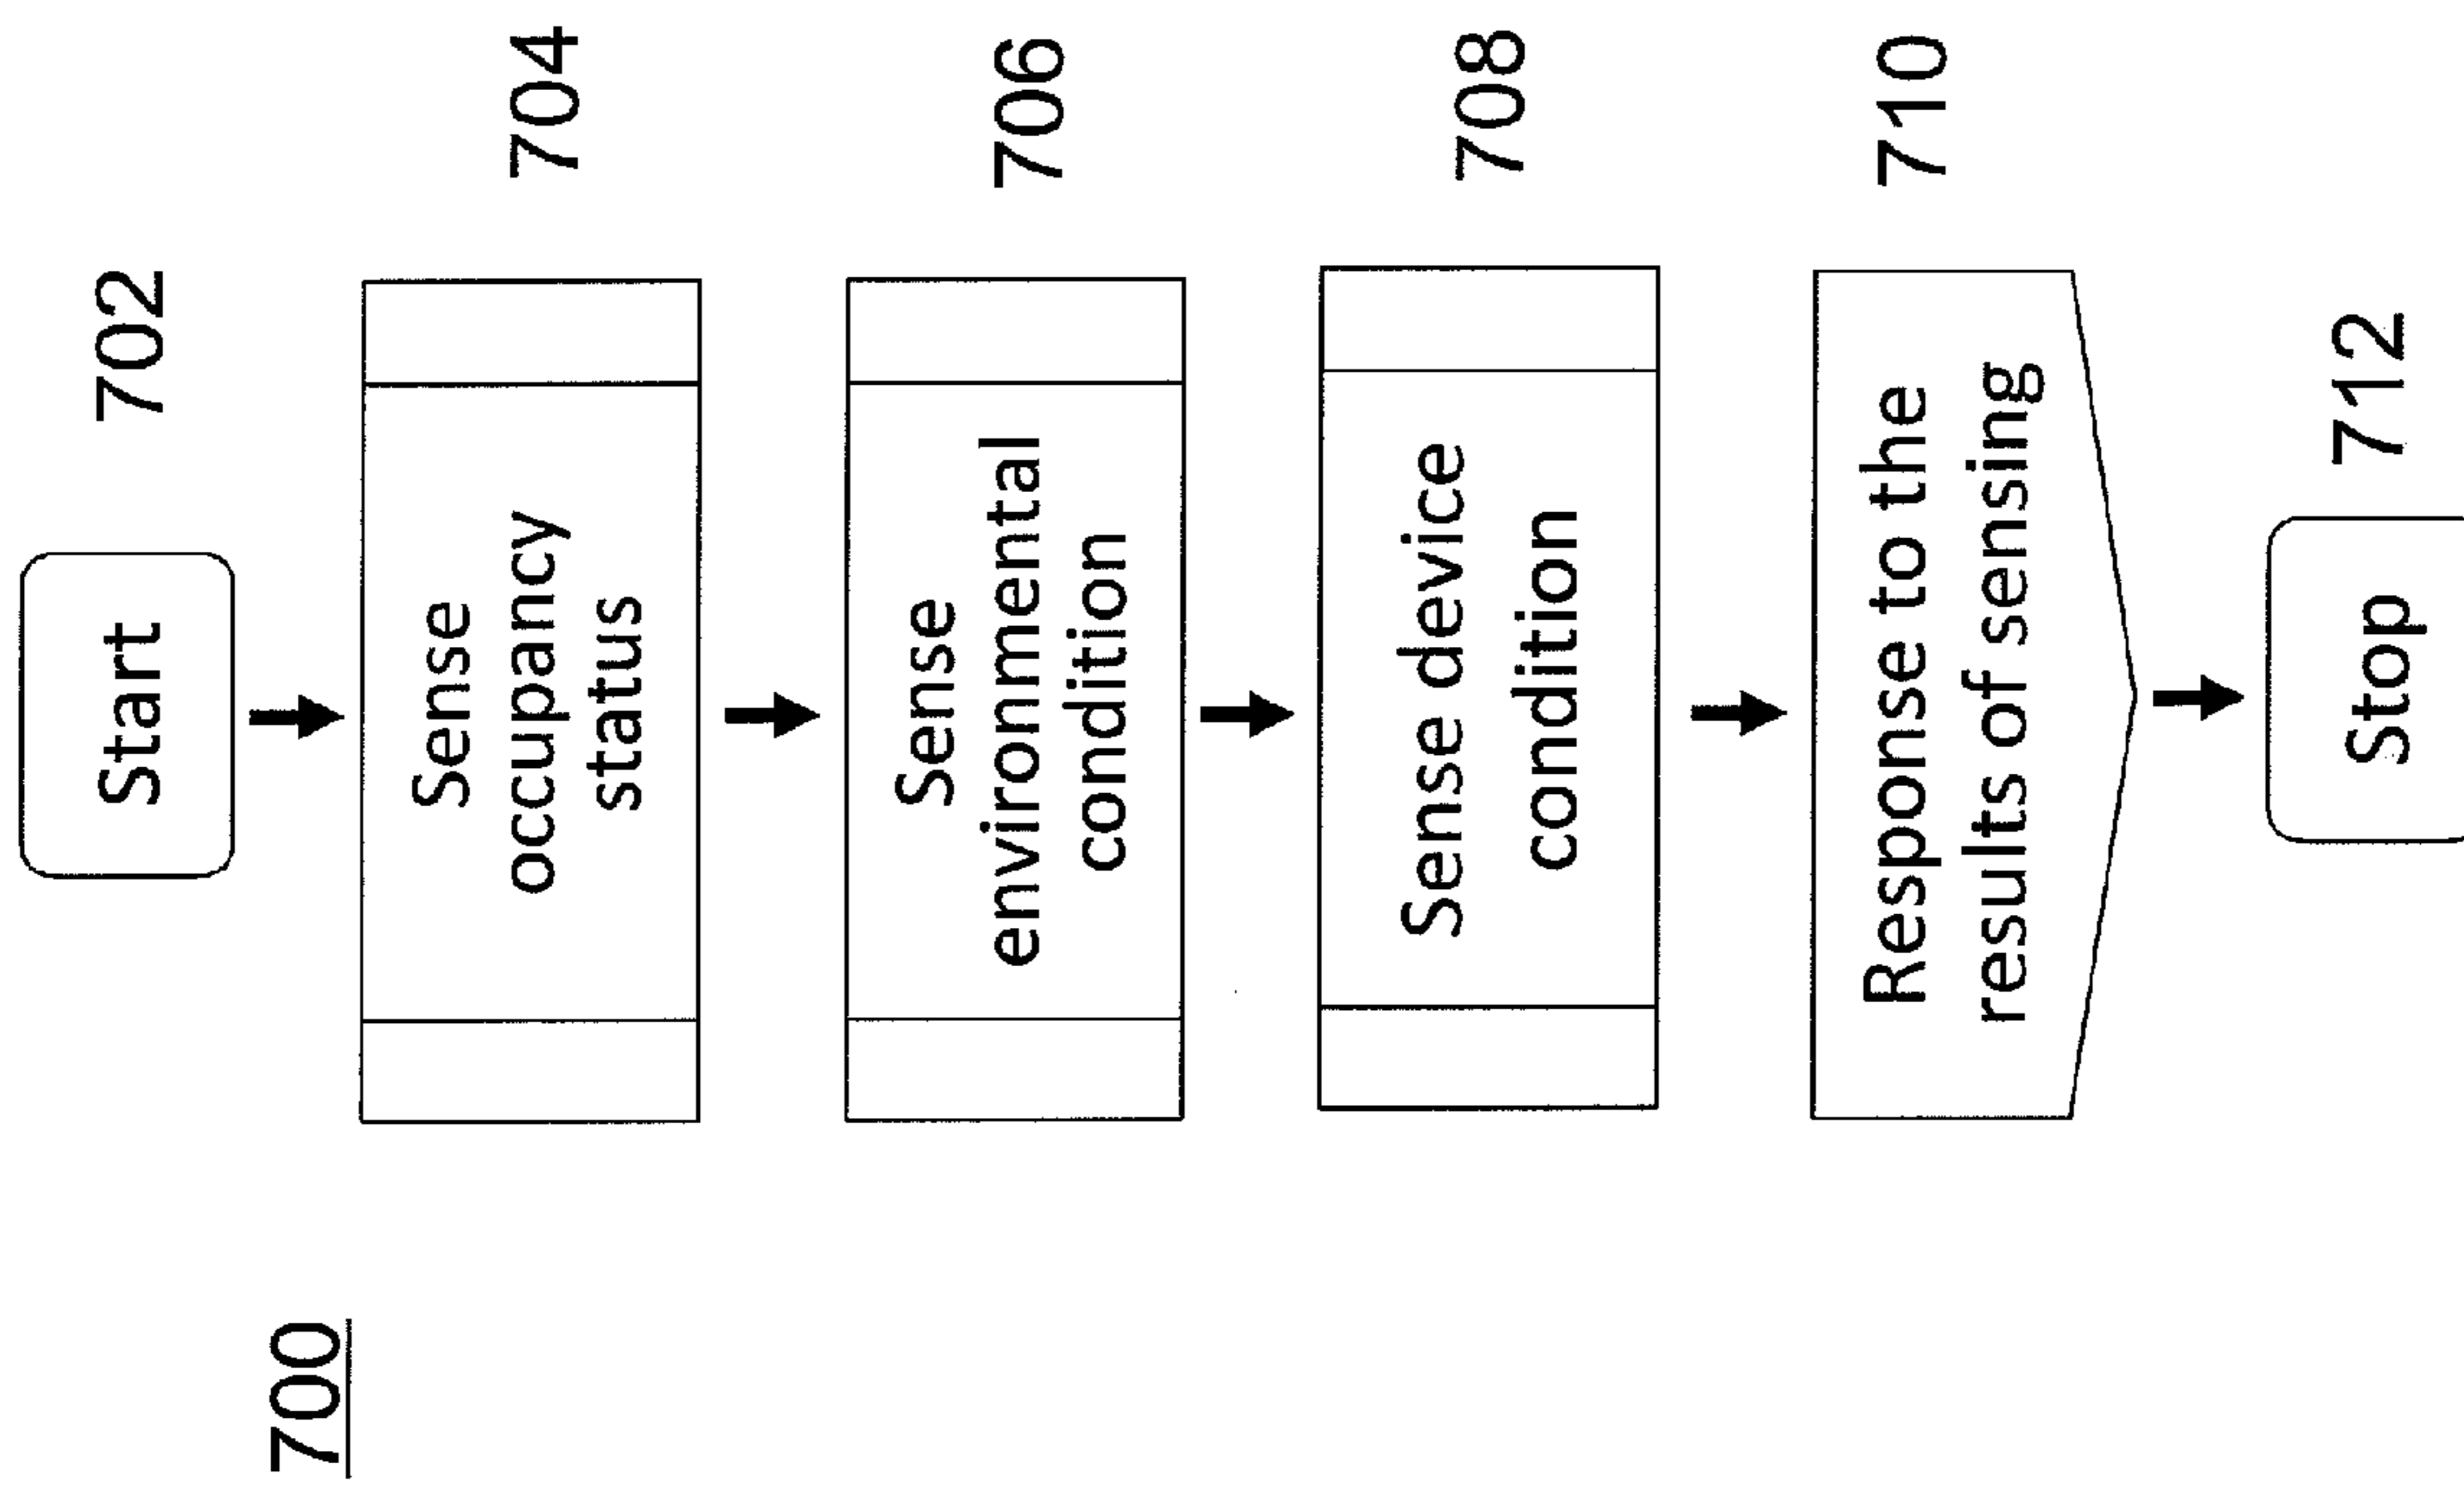 700
Start
702
Sense
occupancy
status
704
Sense
environmental
condition
706
Sense device
condition
708
Response to the
results of sensing
710
Stop
712